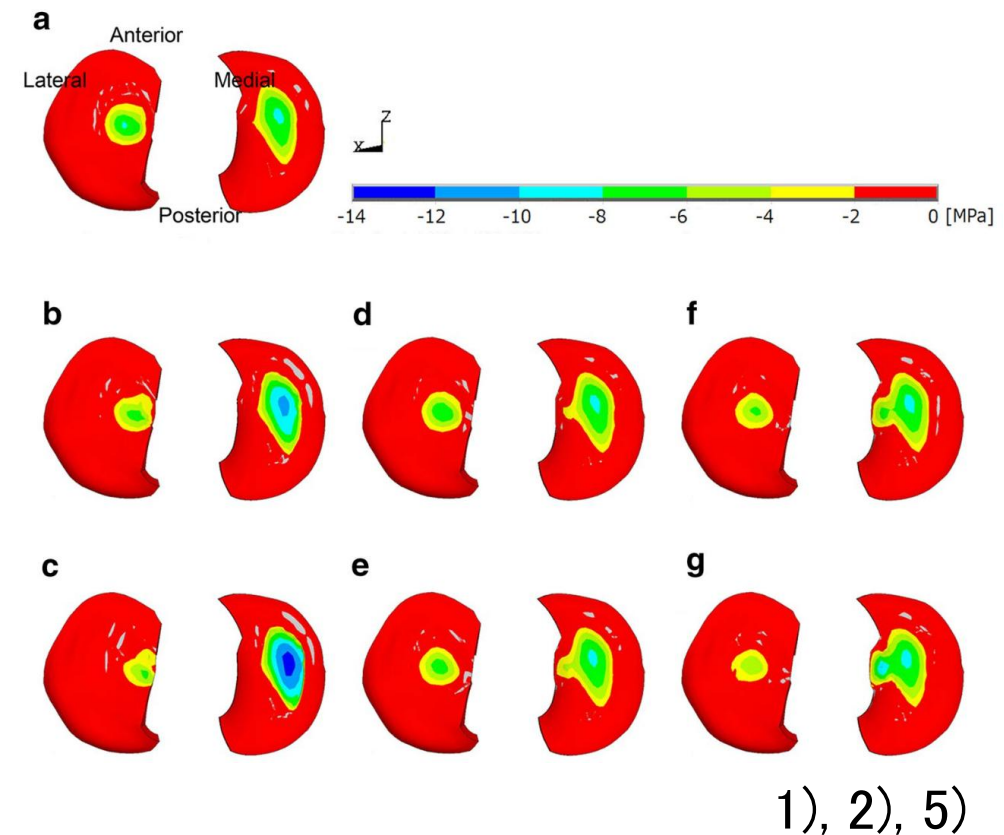 a
Anterior
Lateral
Medial
Posterior
Z
X
-14 -12 -10 -8 -6 -4 -2 0 [MPa]
b
d
f
c
e
g
1), 2), 5)